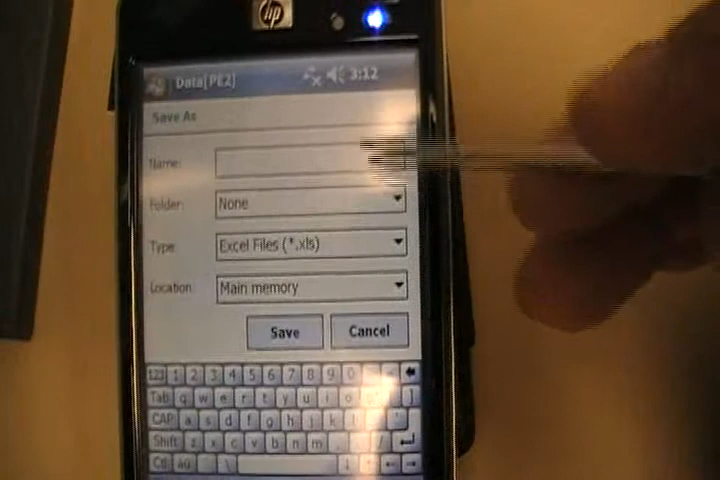 hp
Data[PE2] 3:12
Save As
Name:
Folder: None
Type: Excel Files (*.xls)
Location: Main memory
Save Cancel
123 1 2 3 4 5 6 7 8 9 0
Tab q w e r t y u i o ]
CAP a s d f g h j k l '
Shift z x c v b n m . /
Ctl áü \